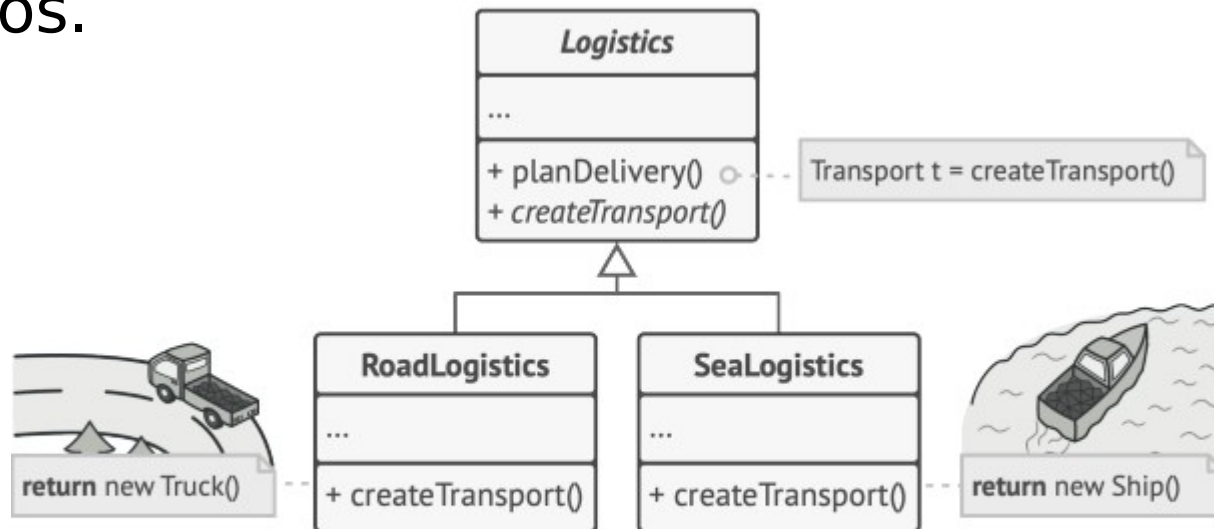 os.
Logistics
...
+ planDelivery()
Transport t = createTransport()
+ createTransport()
RoadLogistics
SeaLogistics
...
...
return new Truck()
+ createTransport()
+ createTransport()
return new Ship()